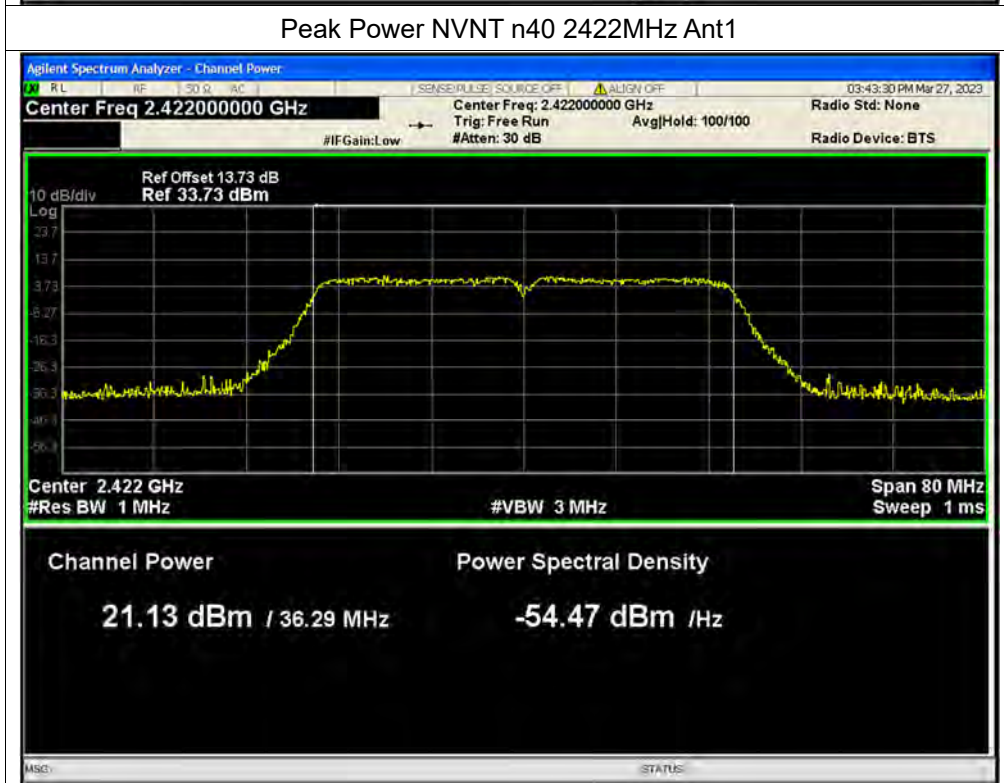 Peak Power NVNT n40 2422MHz Ant1
Agilent Spectrum Analyzer - Channel Power
RL RF 50 Ω AC SENSE:PULSE SOURCE OFF ALIGN OFF 03:43:30 PM Mar 27, 2023
Center Freq 2.422000000 GHz Center Freq: 2.422000000 GHz Radio Std: None
Trig: Free Run Avg|Hold: 100/100
#IFGain:Low #Atten: 30 dB Radio Device: BTS
Ref Offset 13.73 dB
10 dB/div Ref 33.73 dBm
Log
23.7
13.7
3.73
-6.27
-16.3
-26.3
-36.3
-46.3
-56.3
Center 2.422 GHz Span 80 MHz
#Res BW 1 MHz #VBW 3 MHz Sweep 1 ms
Channel Power Power Spectral Density
21.13 dBm / 36.29 MHz -54.47 dBm /Hz
MSG STATUS